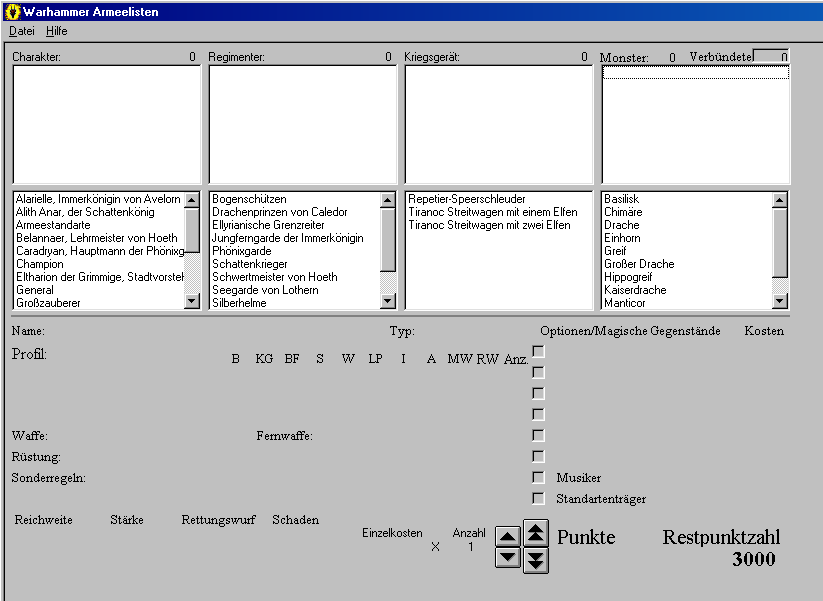 Warhammer Armeelisten
Datei Hilfe
Charakter: 0 Regimenter: 0 Kriegsgerät: 0 Monster: 0 Verbündete 0
Alarielle, Immerkönigin von Avelorn
Alith Anar, der Schattenkönig
Armeestandarte
Belannaer, Lehrmeister von Hoeth
Caradryan, Hauptmann der Phönixg
Champion
Eltharion der Grimmige, Stadtvorsteh
General
Großzauberer
Bogenschützen
Drachenprinzen von Caledor
Ellyrianische Grenzreiter
Jungferngarde der Immerkönigin
Phönixgarde
Schattenkrieger
Schwertmeister von Hoeth
Seegarde von Lothern
Silberhelme
Repetier-Speerschleuder
Tiranoc Streitwagen mit einem Elfen
Tiranoc Streitwagen mit zwei Elfen
Basilisk
Chimäre
Drache
Einhorn
Greif
Großer Drache
Hippogreif
Kaiserdrache
Manticor
Name: Typ: Optionen/Magische Gegenstände Kosten
Profil: B KG BF S W LP I A MW RW Anz.
Waffe: Fernwaffe:
Rüstung:
Sonderregeln: Musiker
Standartenträger
Reichweite Stärke Rettungswurf Schaden
Einzelkosten Anzahl
X 1
Punkte Restpunktzahl
3000